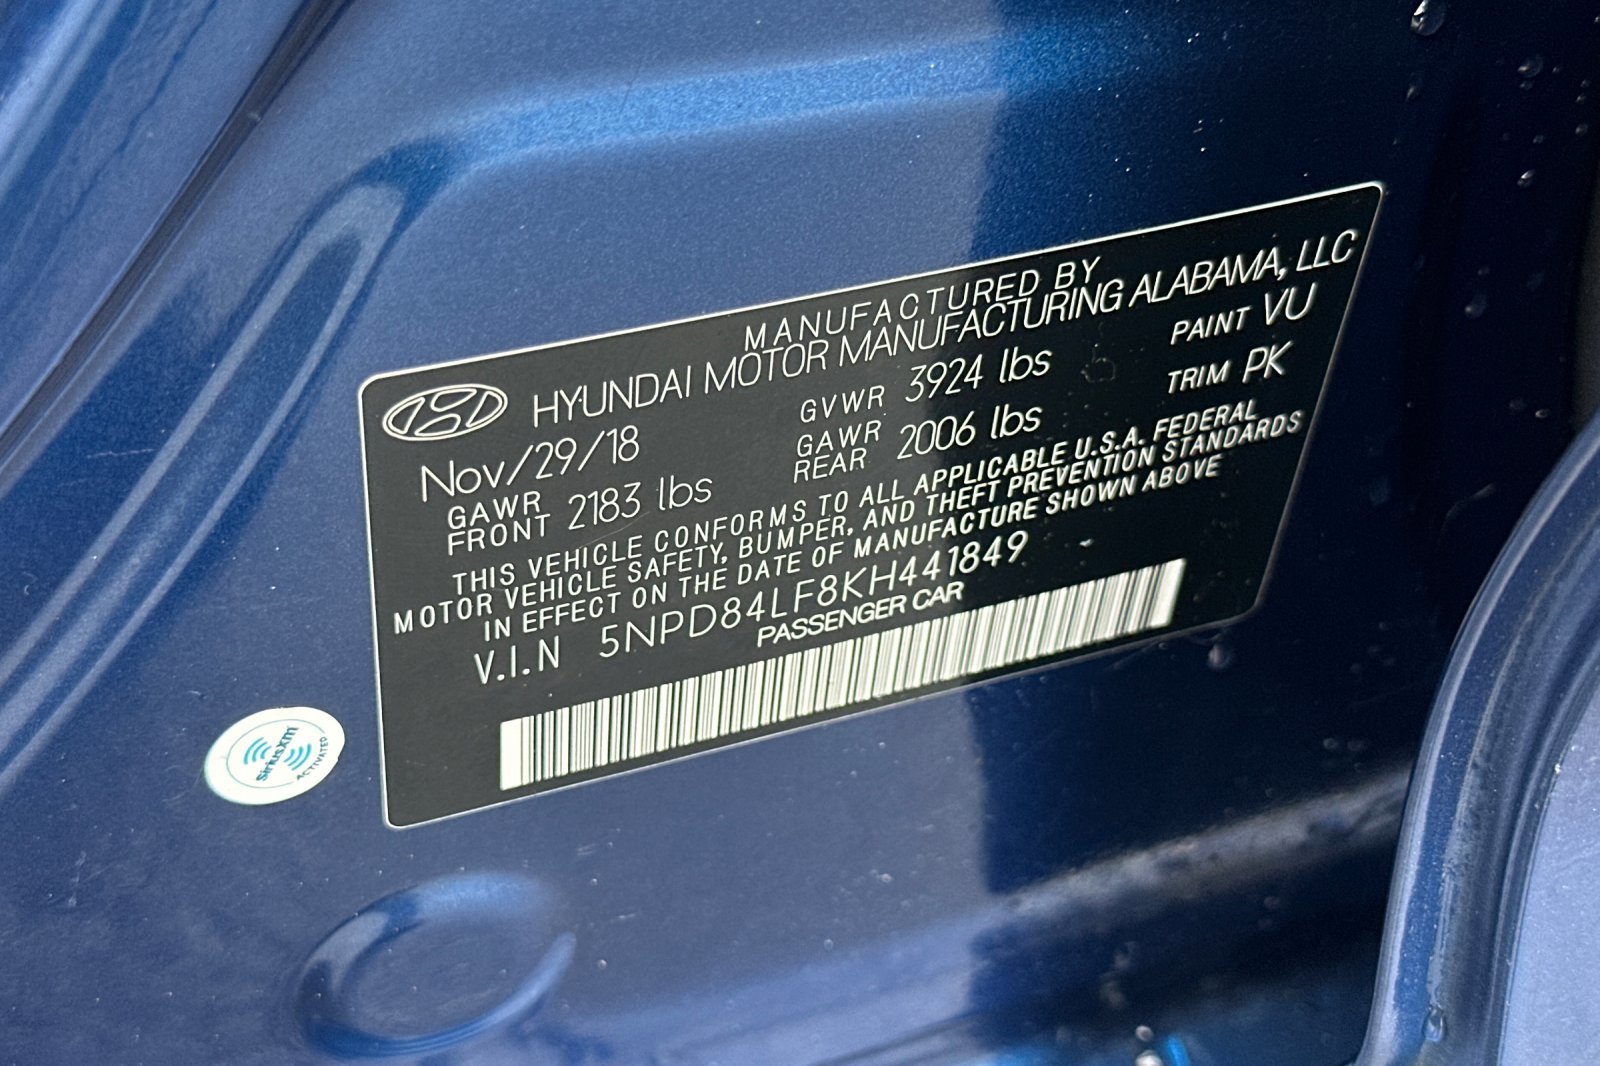 MANUFACTURED BY
HYUNDAI MOTOR MANUFACTURING ALABAMA, LLC
Nov/29/18 GVWR 3924 lbs PAINT VU
GAWR FRONT 2183 lbs GAWR REAR 2006 lbs TRIM PK
THIS VEHICLE CONFORMS TO ALL APPLICABLE U.S.A. FEDERAL
MOTOR VEHICLE SAFETY, BUMPER, AND THEFT PREVENTION STANDARDS
IN EFFECT ON THE DATE OF MANUFACTURE SHOWN ABOVE
V.I.N 5NPD84LF8KH441849
PASSENGER CAR
SiriusXM
ACTIVATED